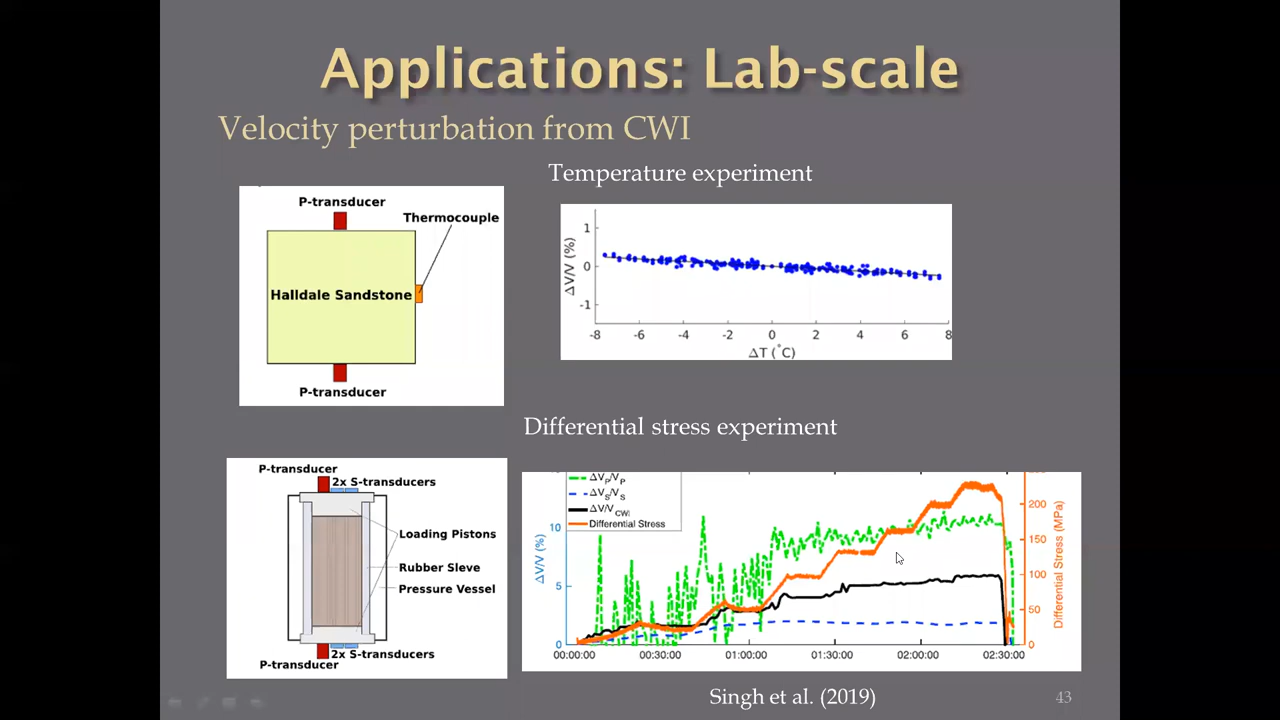 Applications: Lab-scale
Velocity perturbation from CWI
Temperature experiment
P-transducer
Thermocouple
Halldale Sandstone
P-transducer
ΔV/V (%)
1
0
-1
-8 -6 -4 -2 0 2 4 6 8
ΔT (°C)
Differential stress experiment
P-transducer
2x S-transducers
Loading Pistons
Rubber Sleve
Pressure Vessel
2x S-transducers
P-transducer
ΔVP/VP
ΔVS/VS
ΔV/VCWI
Differential Stress
ΔV/V (%)
10
5
0
200
150
100
50
0
Differential Stress (MPa)
00:00:00 00:30:00 01:00:00 01:30:00 02:00:00 02:30:00
Singh et al. (2019)
43